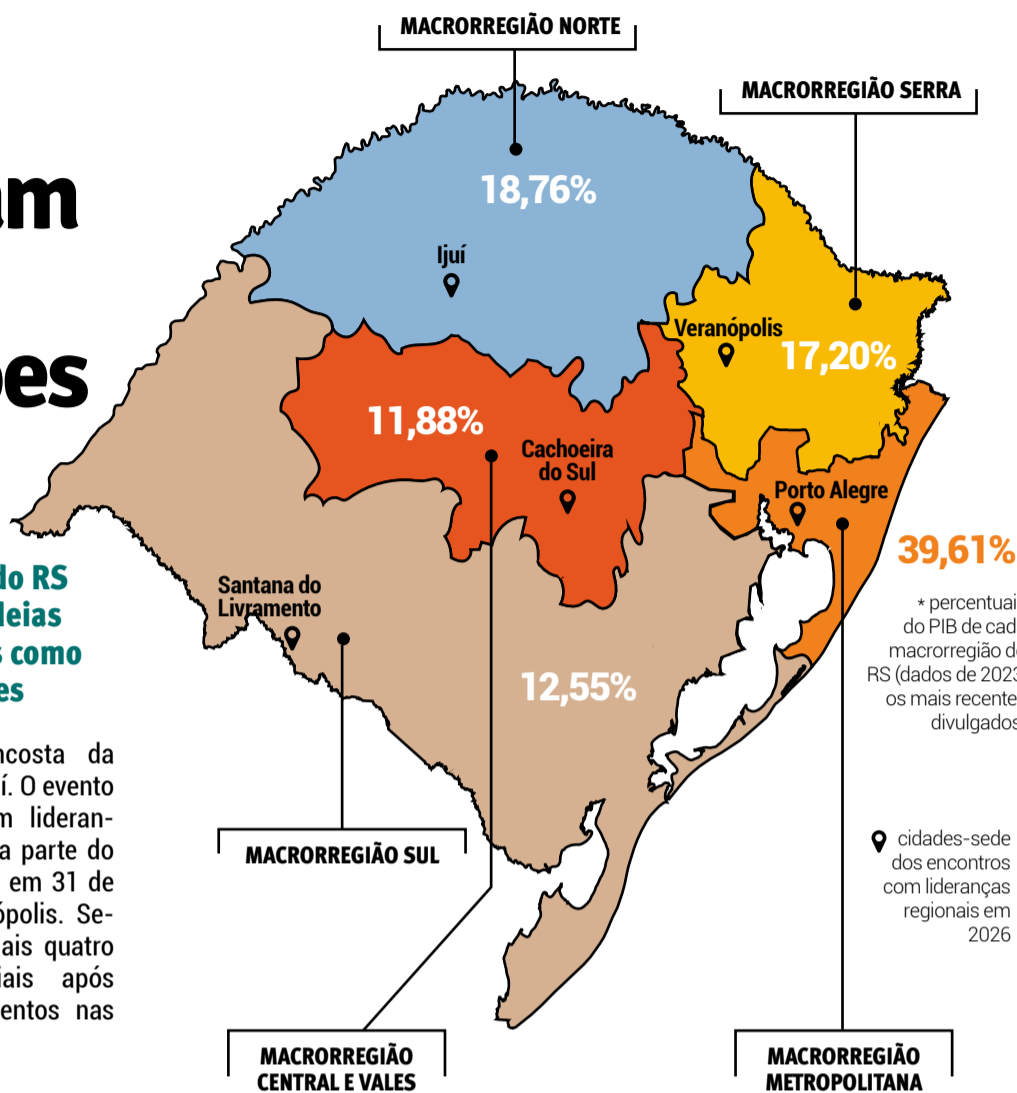 am
ões
do RS
deias
s como
es
ncosta da
í. O evento
m lideran-
a parte do
em 31 de
ópolis. Se-
ais quatro
iais após
entos nas
MACRORREGIÃO NORTE
MACRORREGIÃO SERRA
18,76%
Ijuí
Veranópolis
17,20%
11,88%
Cachoeira
do Sul
Porto Alegre
39,61%
* percentuai
do PIB de cad
macrorregião d
RS (dados de 2023
os mais recente
divulgados
Santana do
Livramento
12,55%
cidades-sede
dos encontros
com lideranças
regionais em
2026
MACRORREGIÃO SUL
MACRORREGIÃO
CENTRAL E VALES
MACRORREGIÃO
METROPOLITANA